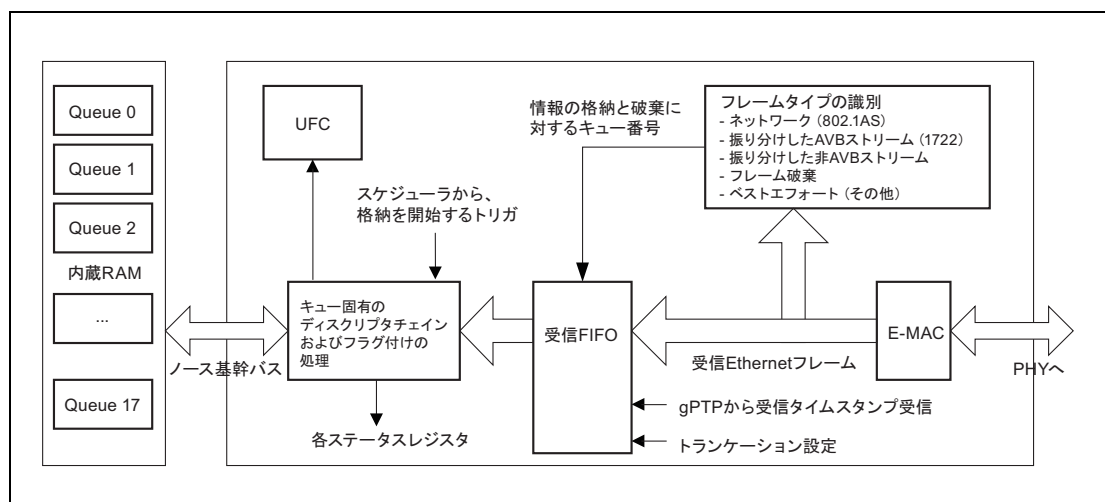 Queue 0
Queue 1
Queue 2
内蔵RAM
...
Queue 17
ノース基幹バス
UFC
スケジューラから、
格納を開始するトリガ
キュー固有の
ディスクリプタチェイン
およびフラグ付けの
処理
各ステータスレジスタ
情報の格納と破棄に
対するキュー番号
受信FIFO
フレームタイプの識別
- ネットワーク (802.1AS)
- 振り分けしたAVBストリーム (1722)
- 振り分けした非AVBストリーム
- フレーム破棄
- ベストエフォート (その他)
E-MAC
受信Ethernetフレーム
PHYへ
gPTPから受信タイムスタンプ受信
トランケーション設定